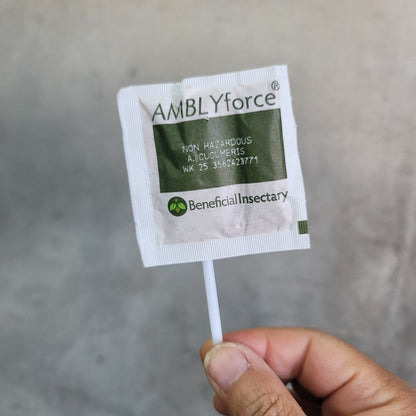 AMBLYforce®
NON HAZARDOUS
A. CUCUMERIS
WK 25 3562423771
BeneficialInsectary